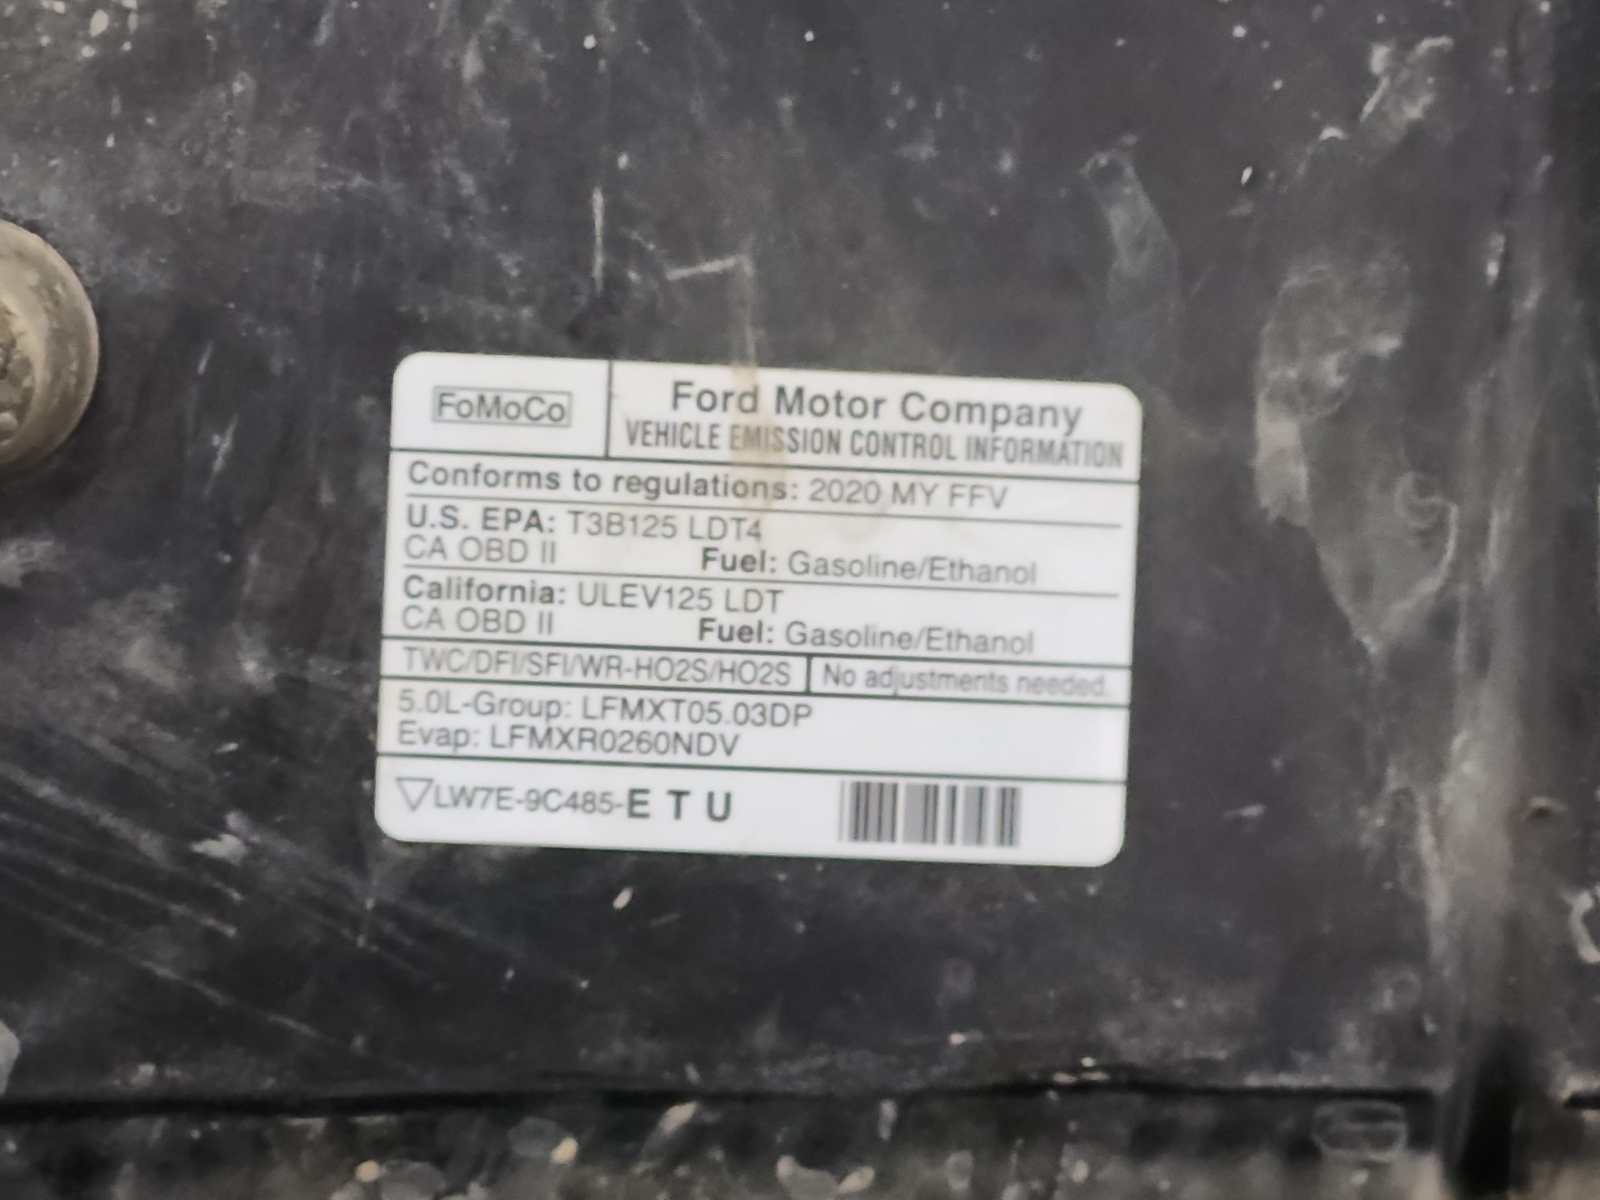 FoMoCo
Ford Motor Company
VEHICLE EMISSION CONTROL INFORMATION
Conforms to regulations: 2020 MY FFV
U.S. EPA: T3B125 LDT4
CA OBD II Fuel: Gasoline/Ethanol
California: ULEV125 LDT
CA OBD II Fuel: Gasoline/Ethanol
TWC/DFI/SFI/WR-HO2S/HO2S No adjustments needed.
5.0L-Group: LFMXT05.03DP
Evap: LFMXR0260NDV
LW7E-9C485-E T U